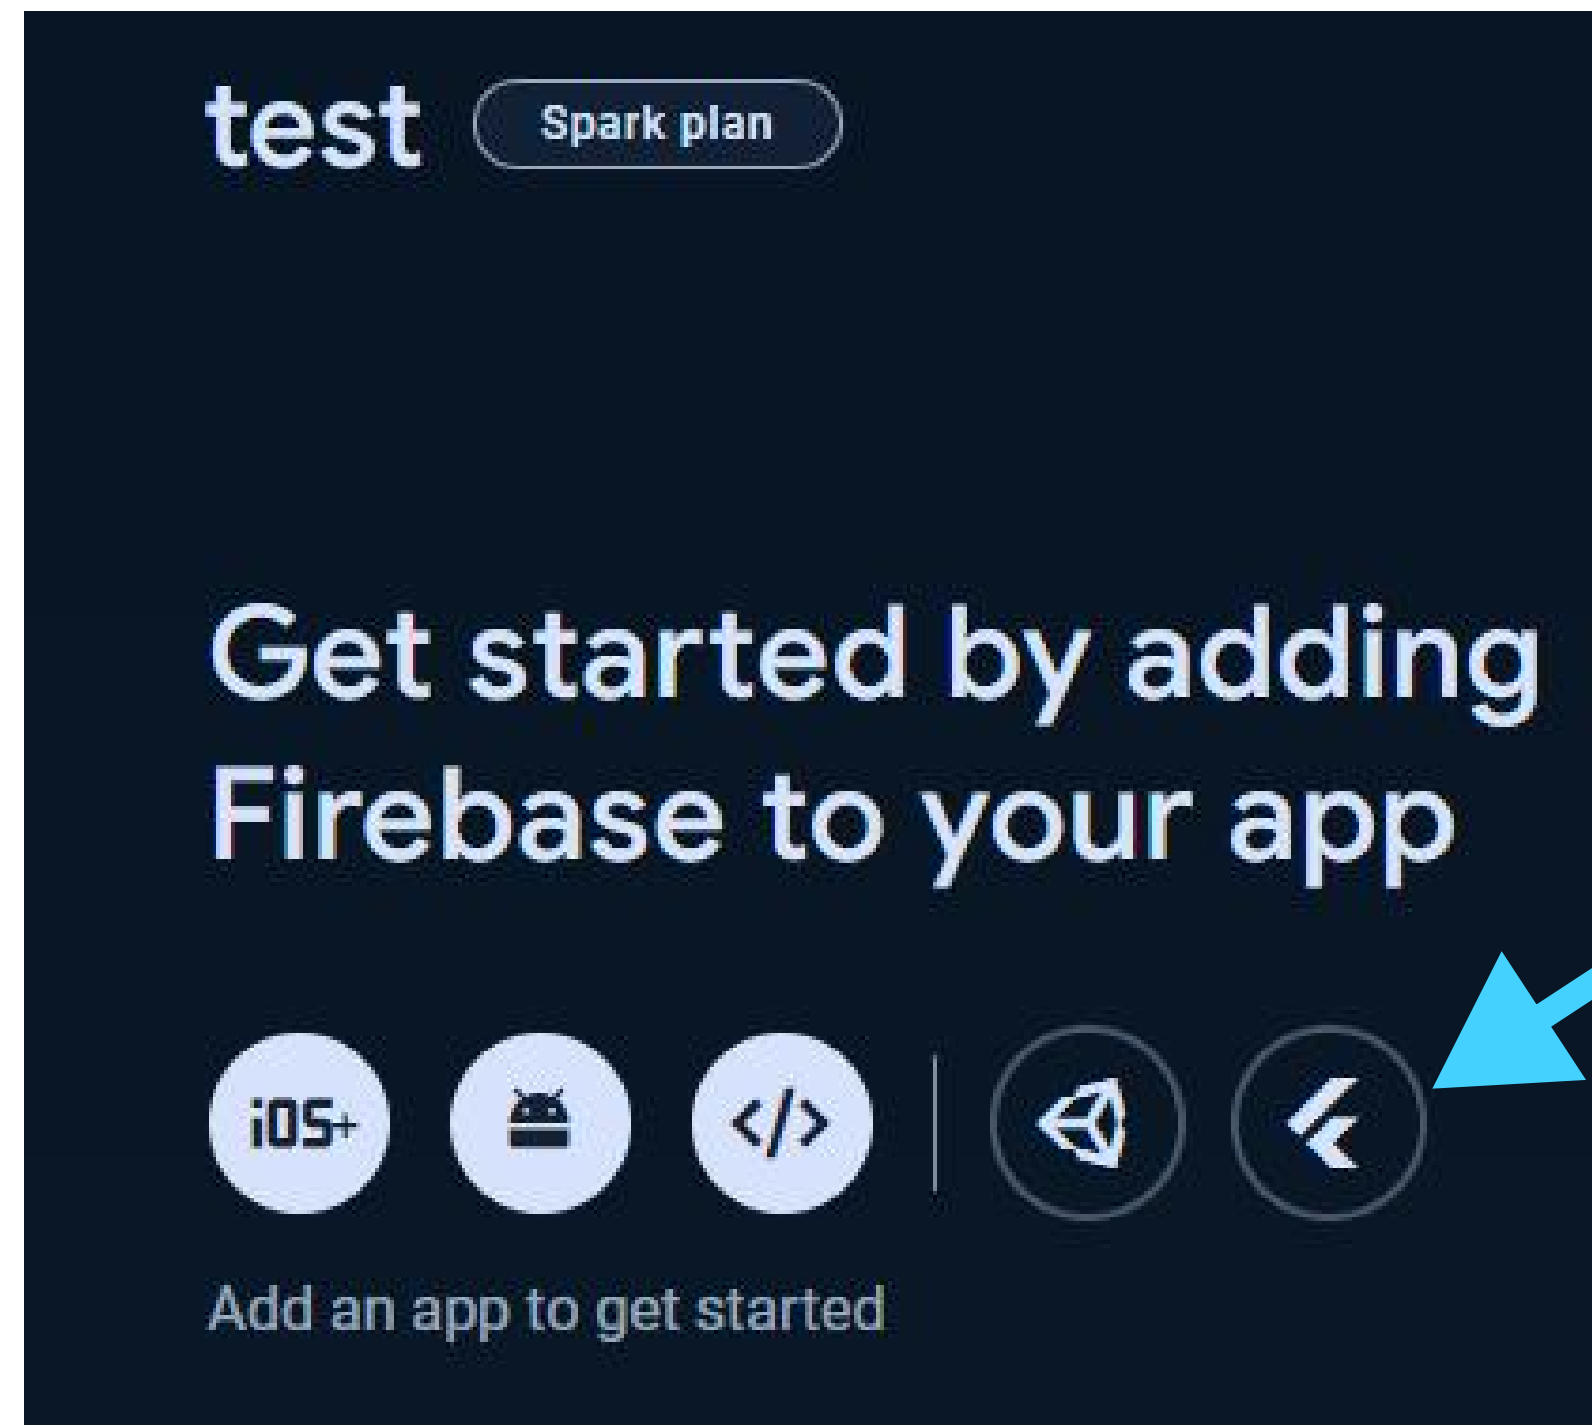 test
Spark plan
Get started by adding
Firebase to your app
iOS+
Add an app to get started